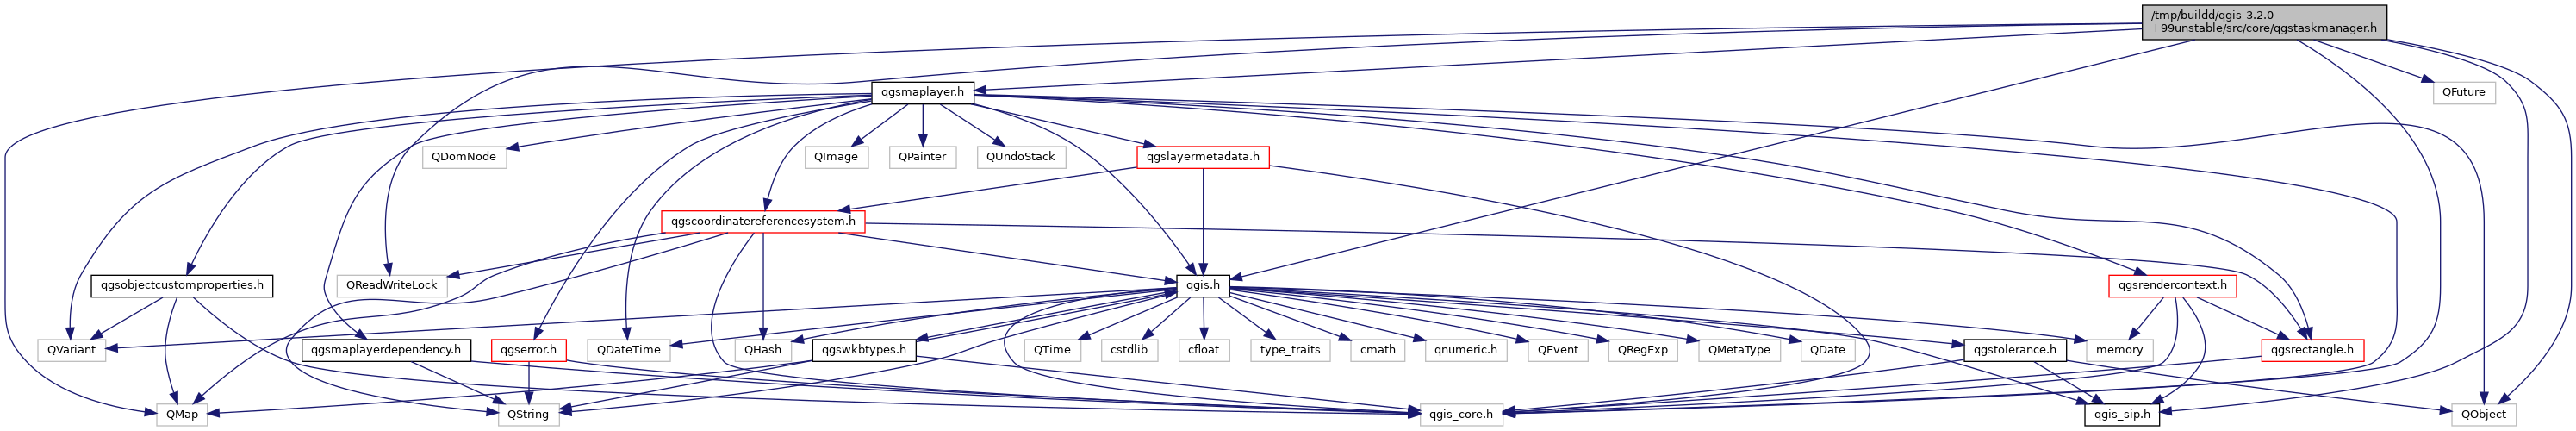 /tmp/buildd/qgis-3.2.0
+99unstable/src/core/qgstaskmanager.h
qgsmaplayer.h
QFuture
QDomNode
QImage
QPainter
QUndoStack
qgslayermetadata.h
qgscoordinatereferencesystem.h
qgsobjectcustomproperties.h
QReadWriteLock
qgis.h
qgsrendercontext.h
QVariant
qgsmaplayerdependency.h
qgserror.h
QDateTime
QHash
qgswkbtypes.h
QTime
cstdlib
cfloat
type_traits
cmath
qnumeric.h
QEvent
QRegExp
QMetaType
QDate
qgstolerance.h
memory
qgsrectangle.h
QMap
QString
qgis_core.h
qgis_sip.h
QObject